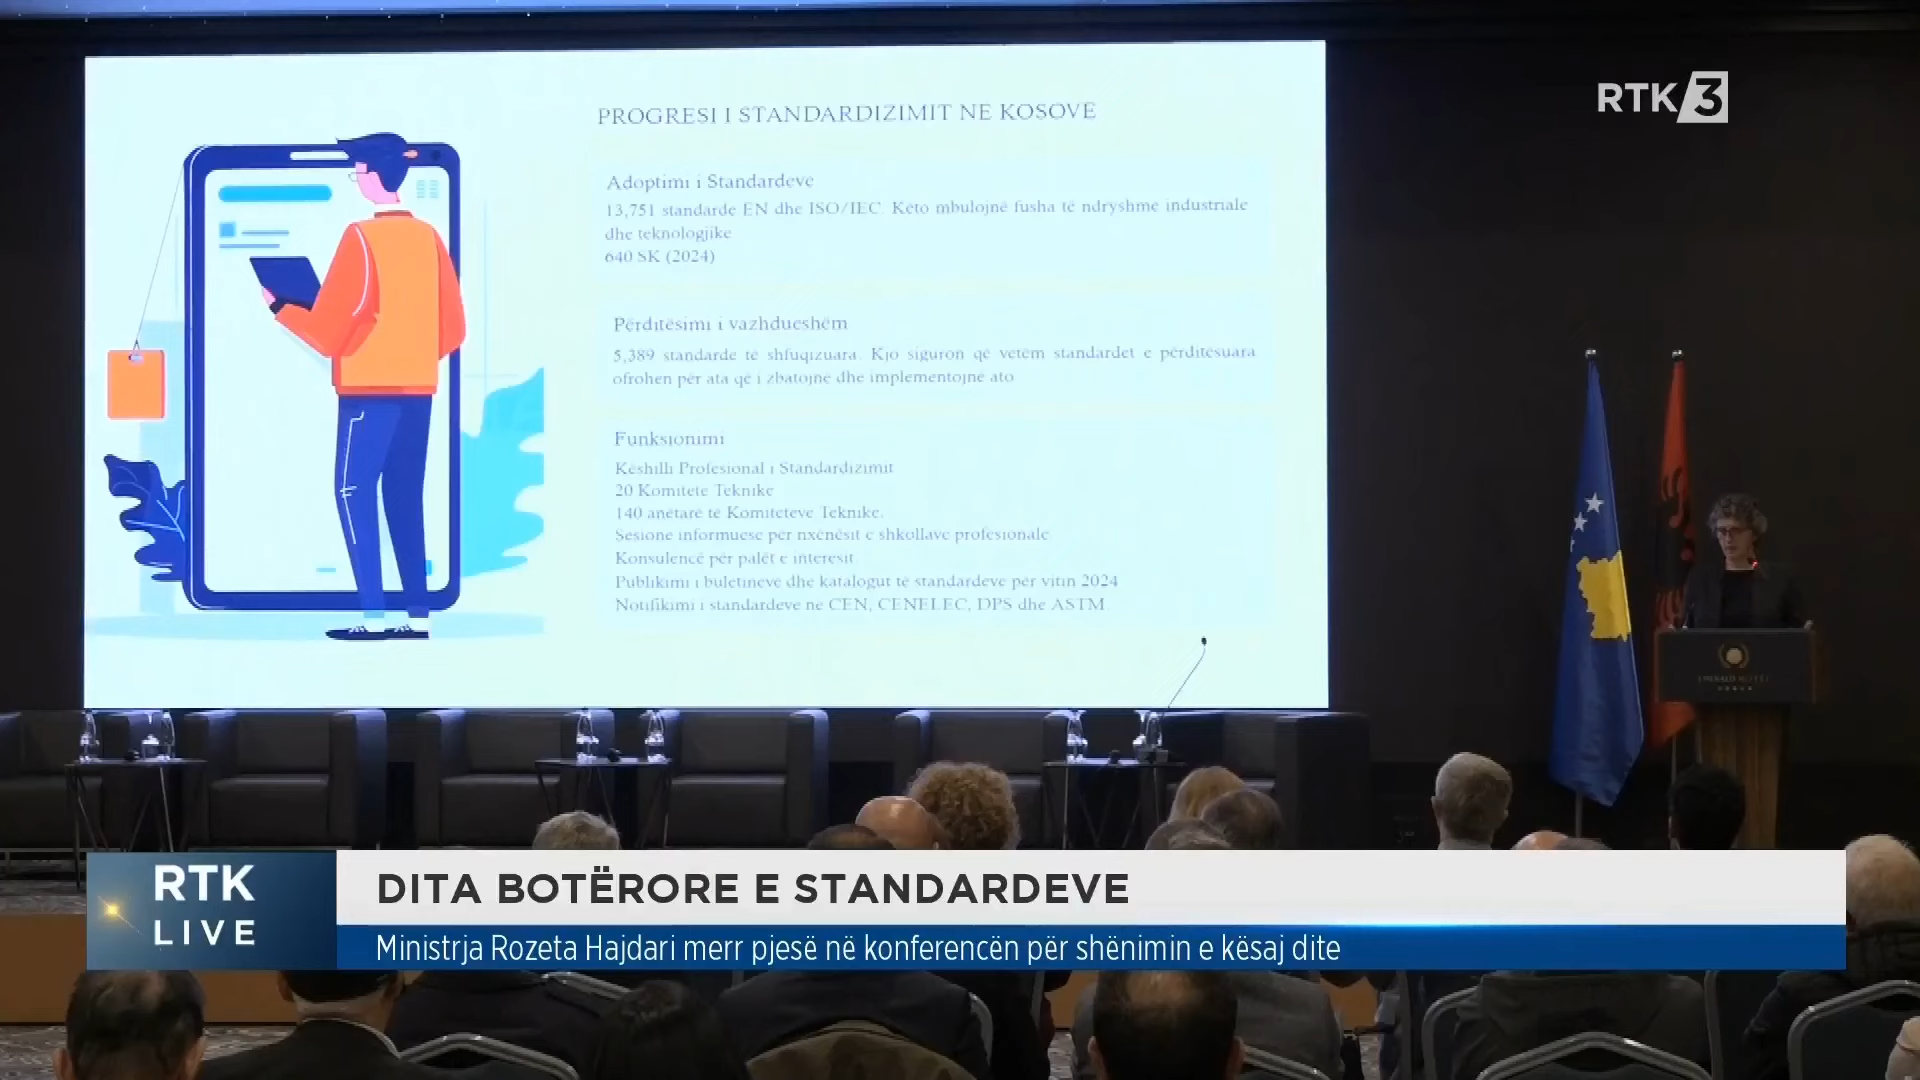 RTK 3
PROGRESI I STANDARDIZIMIT NE KOSOVE
Adoptimi i Standardeve
13,751 standarde EN dhe ISO/IEC. Këto mbulojnë fusha të ndryshme industriale
dhe teknologjike
640 SK (2024)
Përditësimi i vazhdueshëm
5,389 standarde të shfuqizuara. Kjo siguron që vetëm standardet e përditësuara
ofrohen për ata që i zbatojnë dhe implementojnë ato
Funksionimi
Këshilli Profesional i Standardizimit
20 Komitete Teknike
140 anëtarë të Komiteteve Teknike.
Sesione informuese për nxënësit e shkollave profesionale
Konsulencë për palët e interesit.
Publikimi i buletineve dhe katalogut të standardeve për vitin 2024
Notifikimi i standardeve në CEN, CENELEC, DPS dhe ASTM.
RTK
LIVE
DITA BOTËRORE E STANDARDEVE
Ministrja Rozeta Hajdari merr pjesë në konferencën për shënimin e kësaj dite